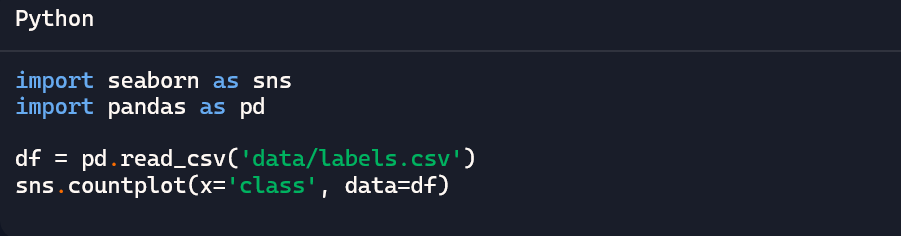 Python
import seaborn as sns
import pandas as pd
df = pd.read_csv('data/labels.csv')
sns.countplot(x='class', data=df)